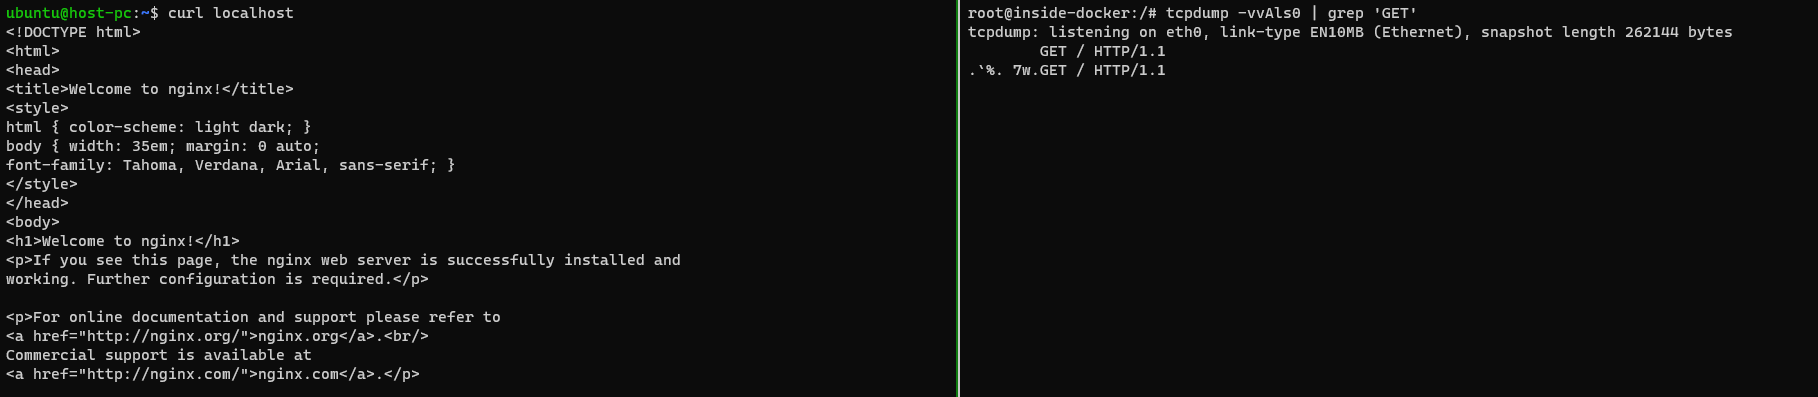 ubuntu@host-pc:~$ curl localhost
<!DOCTYPE html>
<html>
<head>
<title>Welcome to nginx!</title>
<style>
html { color-scheme: light dark; }
body { width: 35em; margin: 0 auto;
font-family: Tahoma, Verdana, Arial, sans-serif; }
</style>
</head>
<body>
<h1>Welcome to nginx!</h1>
<p>If you see this page, the nginx web server is successfully installed and
working. Further configuration is required.</p>

<p>For online documentation and support please refer to
<a href="http://nginx.org/">nginx.org</a>.<br/>
Commercial support is available at
<a href="http://nginx.com/">nginx.com</a>.</p>
root@inside-docker:/# tcpdump -vvAls0 | grep 'GET'
tcpdump: listening on eth0, link-type EN10MB (Ethernet), snapshot length 262144 bytes
        GET / HTTP/1.1
.`%. 7w.GET / HTTP/1.1